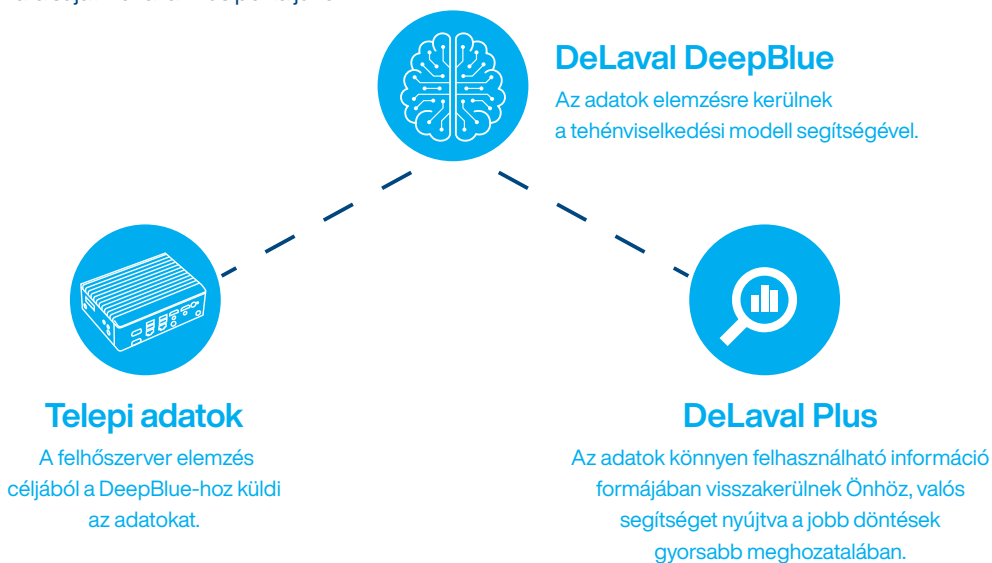 DeLaval DeepBlue
Az adatok elemzésre kerülnek
a tehénviselkedési modell segítségével.
Telepi adatok
A felhőszerver elemzés
céljából a DeepBlue-hoz küldi
az adatokat.
DeLaval Plus
Az adatok könnyen felhasználható információ
formájában visszakerülnek Önhöz, valós
segítséget nyújtva a jobb döntések
gyorsabb meghozatalában.